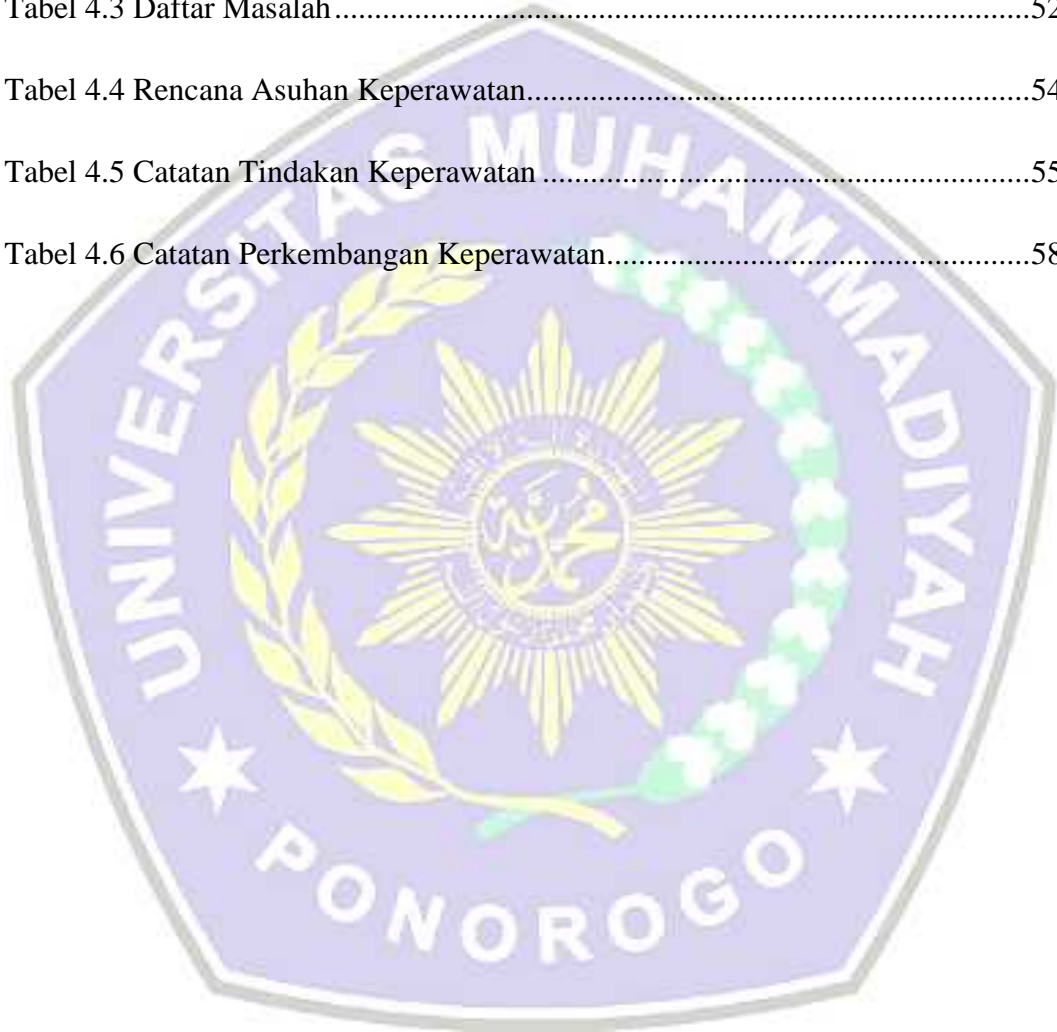 Tabel 4.3 Daftar Masalah....................................................................................52
Tabel 4.4 Rencana Asuhan Keperawatan............................................................54
Tabel 4.5 Catatan Tindakan Keperawatan..........................................................55
Tabel 4.6 Catatan Perkembangan Keperawatan.................................................58
UNIVERSITAS MUHAMMADIYAH
محمدية
PONOROGO